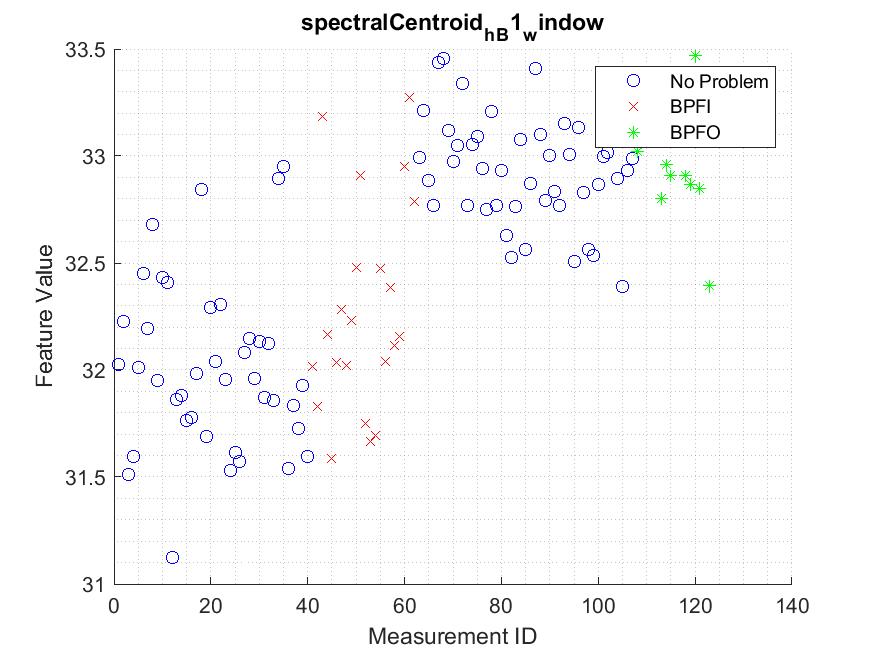 spectralCentroid_hB1_window
No Problem
BPFI
BPFO
Feature Value
33.5
33
32.5
32
31.5
31
0 20 40 60 80 100 120 140
Measurement ID